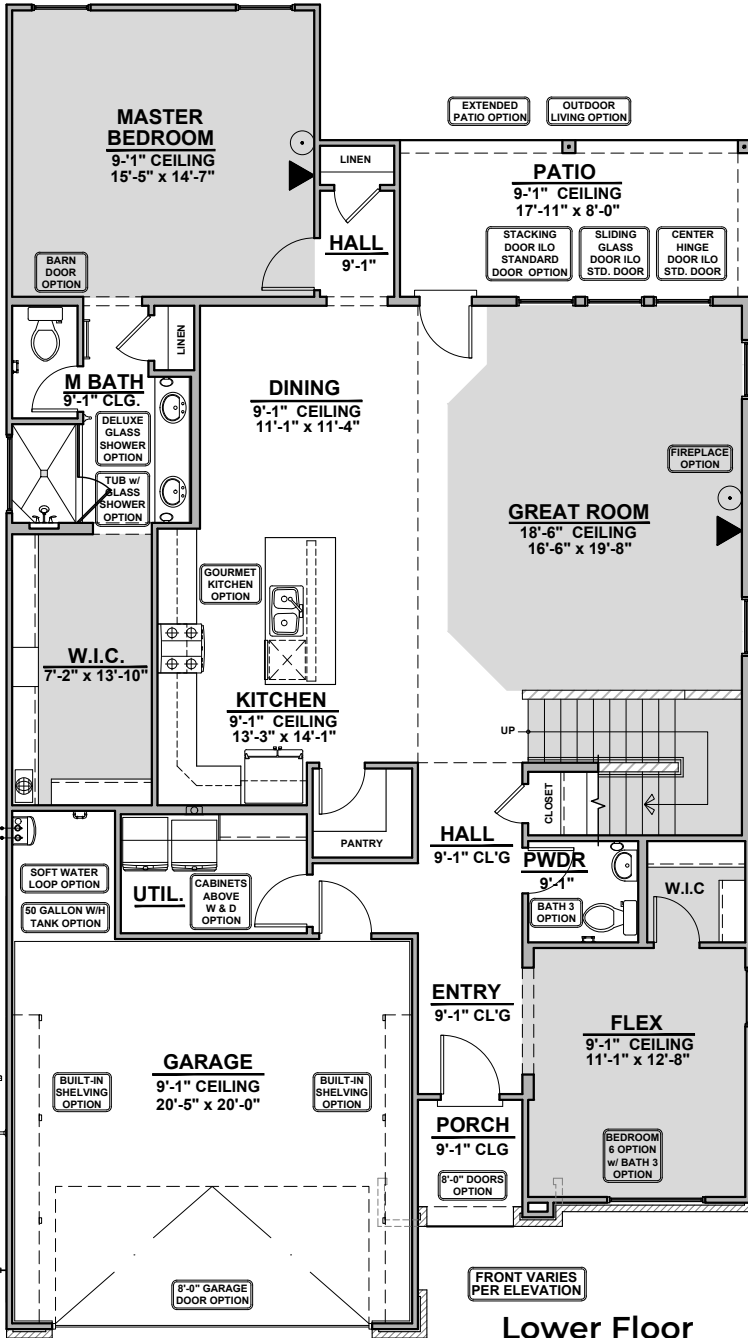 EXTENDED
PATIO OPTION
OUTDOOR
LIVING OPTION
MASTER
BEDROOM
9-'1" CEILING
15'-5" x 14'-7"
LINEN
PATIO
9-'1" CEILING
17'-11" x 8'-0"
HALL
9'-1"
STACKING
DOOR ILO
STANDARD
DOOR OPTION
SLIDING
GLASS
DOOR ILO
STD. DOOR
CENTER
HINGE
DOOR ILO
STD. DOOR
BARN
DOOR
OPTION
LINEN
M BATH
9'-1" CLG.
DELUXE
GLASS
SHOWER
OPTION
TUB w/
GLASS
SHOWER
OPTION
DINING
9'-1" CEILING
11'-1" x 11'-4"
FIREPLACE
OPTION
GREAT ROOM
18'-6" CEILING
16'-6" x 19'-8"
GOURMET
KITCHEN
OPTION
W.I.C.
7'-2" x 13'-10"
KITCHEN
9'-1" CEILING
13'-3" x 14'-1"
UP
CLOSET
PANTRY
HALL
9'-1" CL'G
PWDR
9'-1"
BATH 3
OPTION
W.I.C
SOFT WATER
LOOP OPTION
50 GALLON W/H
TANK OPTION
UTIL.
CABINETS
ABOVE
W & D
OPTION
ENTRY
9'-1" CL'G
FLEX
9'-1" CEILING
11'-1" x 12'-8"
GARAGE
9'-1" CEILING
20'-5" x 20'-0"
BUILT-IN
SHELVING
OPTION
BUILT-IN
SHELVING
OPTION
PORCH
9'-1" CLG
8'-0" DOORS
OPTION
BEDROOM
6 OPTION
w/ BATH 3
OPTION
8'-0" GARAGE
DOOR OPTION
FRONT VARIES
PER ELEVATION
Lower Floor